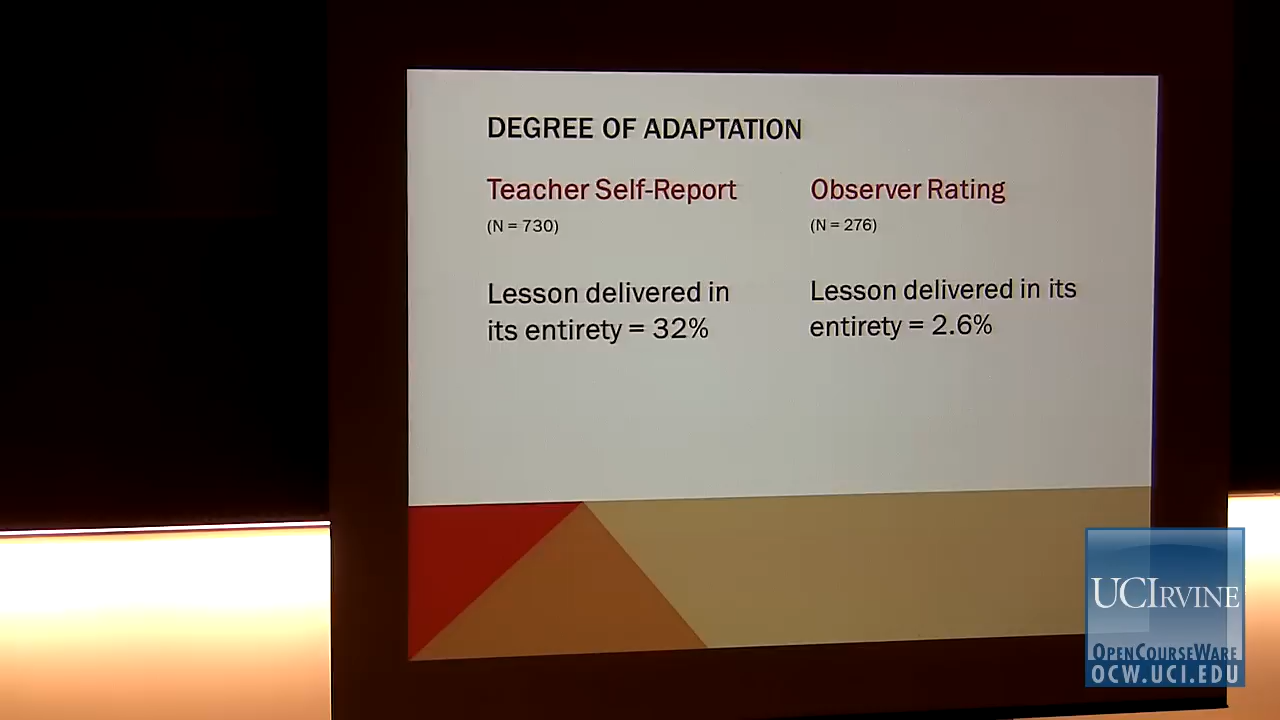 DEGREE OF ADAPTATION
Teacher Self-Report
(N = 730)
Lesson delivered in
its entirety = 32%
Observer Rating
(N = 276)
Lesson delivered in its
entirety = 2.6%
UCIRVINE
OPENCOURSEWARE
OCW.UCI.EDU